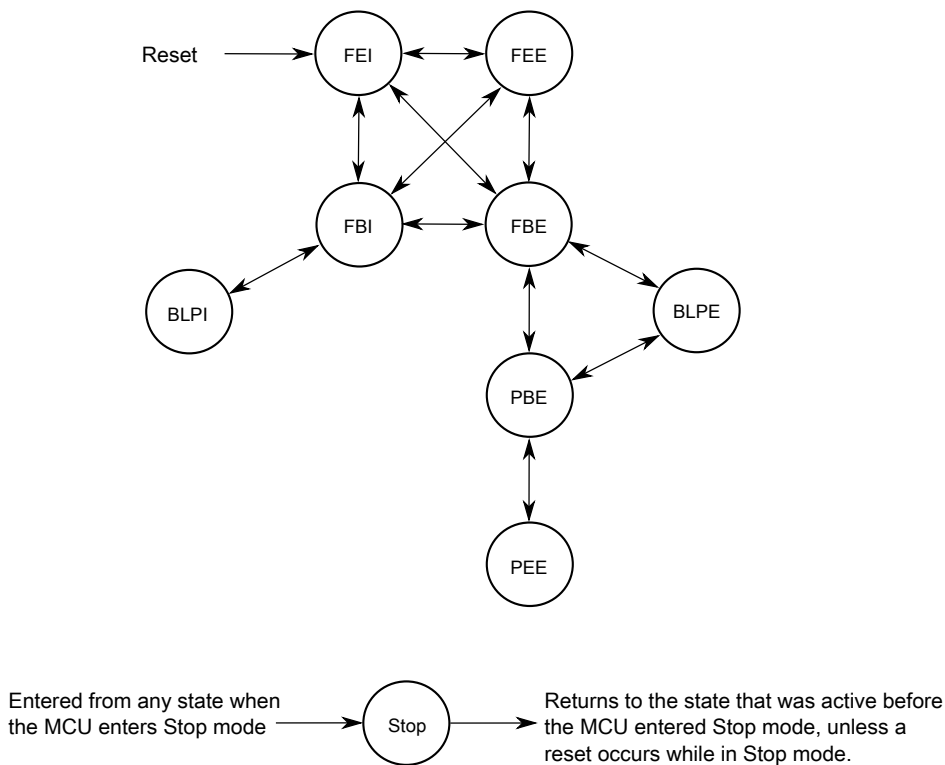 Reset
FEI
FEE
FBI
FBE
BLPI
BLPE
PBE
PEE
Entered from any state when
the MCU enters Stop mode
Stop
Returns to the state that was active before
the MCU entered Stop mode, unless a
reset occurs while in Stop mode.